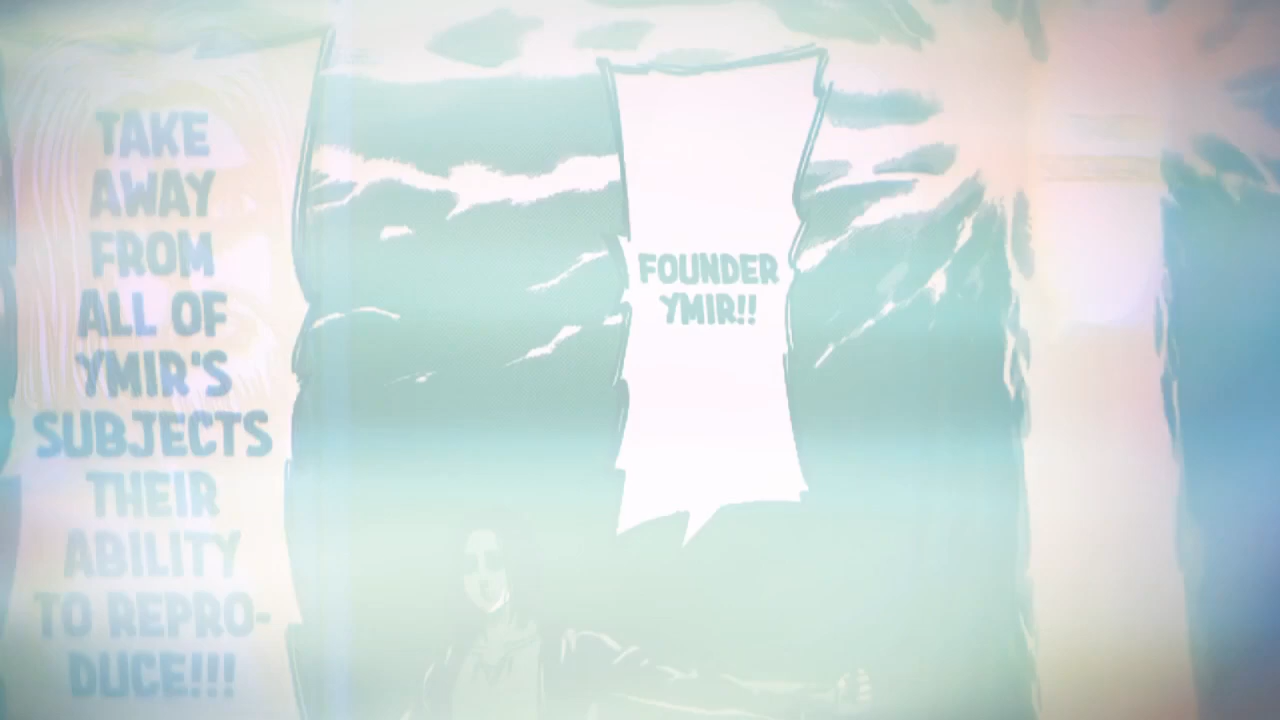 TAKE
AWAY
FROM
ALL OF
YMIR'S
SUBJECTS
THEIR
ABILITY
TO REPRO-
DUCE!!!
FOUNDER
YMIR!!